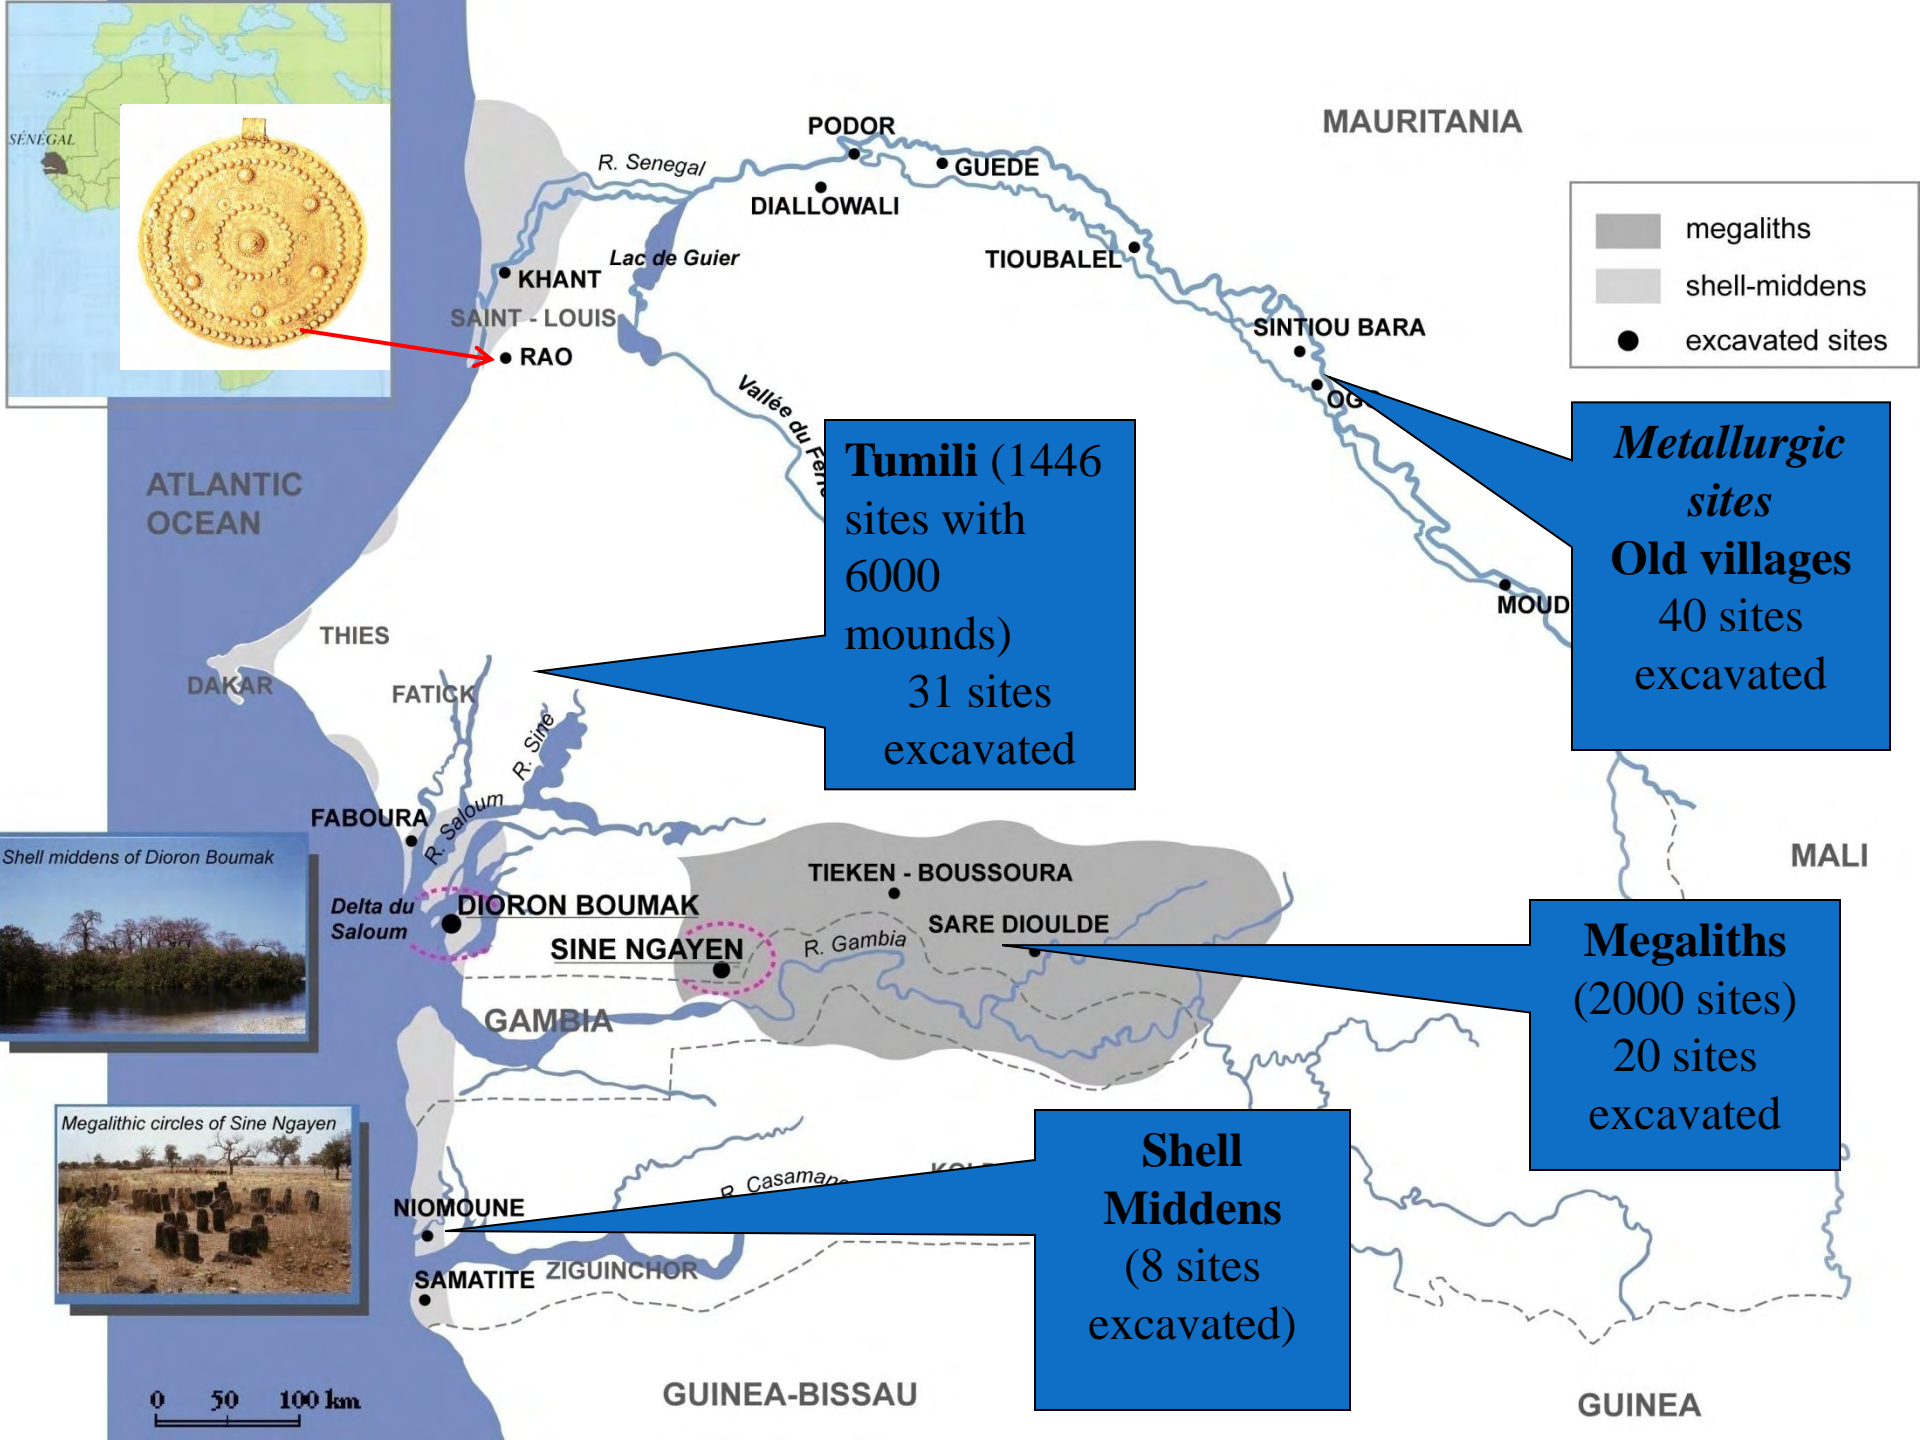 SÉNÉGAL
MAURITANIA
PODOR
R. Senegal
GUEDE
DIALLOWALI
megaliths
shell-middens
excavated sites
Lac de Guier
TIOUBALEL
KHANT
SAINT - LOUIS
RAO
SINTIOU BARA
Vallée du
ATLANTIC
OCEAN
Tumili (1446
sites with
6000
mounds)
31 sites
excavated
Metallurgic
sites
Old villages
40 sites
excavated
MOUD
THIES
DAKAR
FATICK
R. Sine
R. Saloum
FABOURA
Shell middens of Dioron Boumak
Delta du
Saloum
DIORON BOUMAK
SINE NGAYEN
TIEKEN - BOUSSOURA
SARE DIOULDE
R. Gambia
MALI
Megaliths
(2000 sites)
20 sites
excavated
GAMBIA
Megalithic circles of Sine Ngayen
Shell
Middens
(8 sites
excavated)
NIOMOUNE
R. Casaman
SAMATITE
ZIGUINCHOR
0 50 100 km
GUINEA-BISSAU
GUINEA